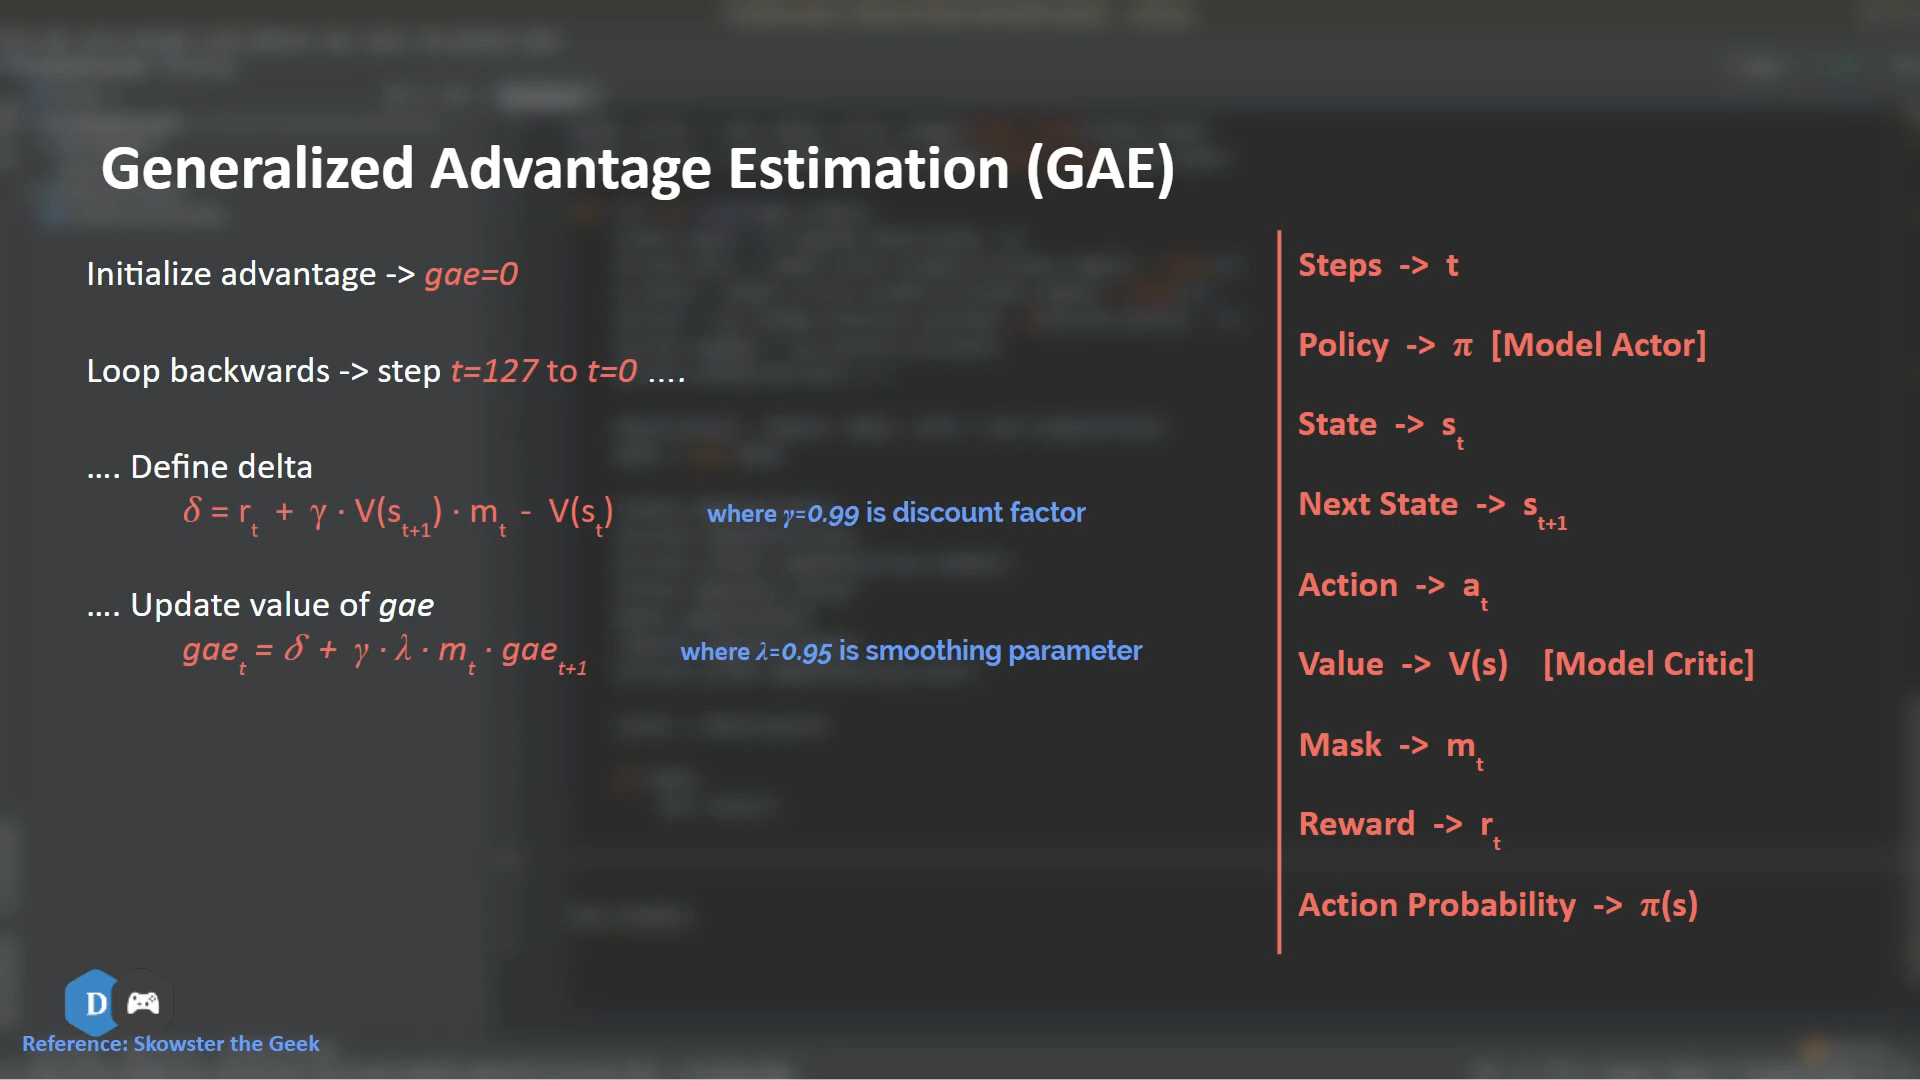 Generalized Advantage Estimation (GAE)
Initialize advantage -> gae=0
Loop backwards -> step t=127 to t=0 ....
.... Define delta
δ = rₜ + γ · V(sₜ₊₁) · mₜ - V(sₜ) where γ=0.99 is discount factor
.... Update value of gae
gaeₜ = δ + γ · λ · mₜ · gaeₜ₊₁ where λ=0.95 is smoothing parameter
Steps -> t
Policy -> π [Model Actor]
State -> sₜ
Next State -> sₜ₊₁
Action -> aₜ
Value -> V(s) [Model Critic]
Mask -> mₜ
Reward -> rₜ
Action Probability -> π(s)
D
Reference: Skowster the Geek